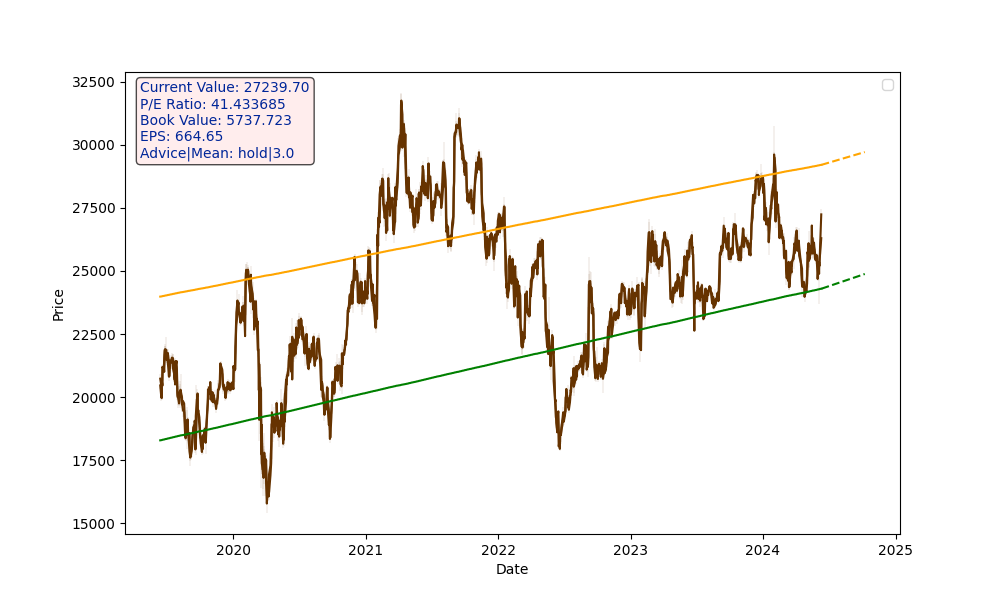 Current Value: 27239.70
P/E Ratio: 41.433685
Book Value: 5737.723
EPS: 664.65
Advice|Mean: hold|3.0
32500
30000
27500
25000
22500
20000
17500
15000
Price
2020 2021 2022 2023 2024 2025
Date